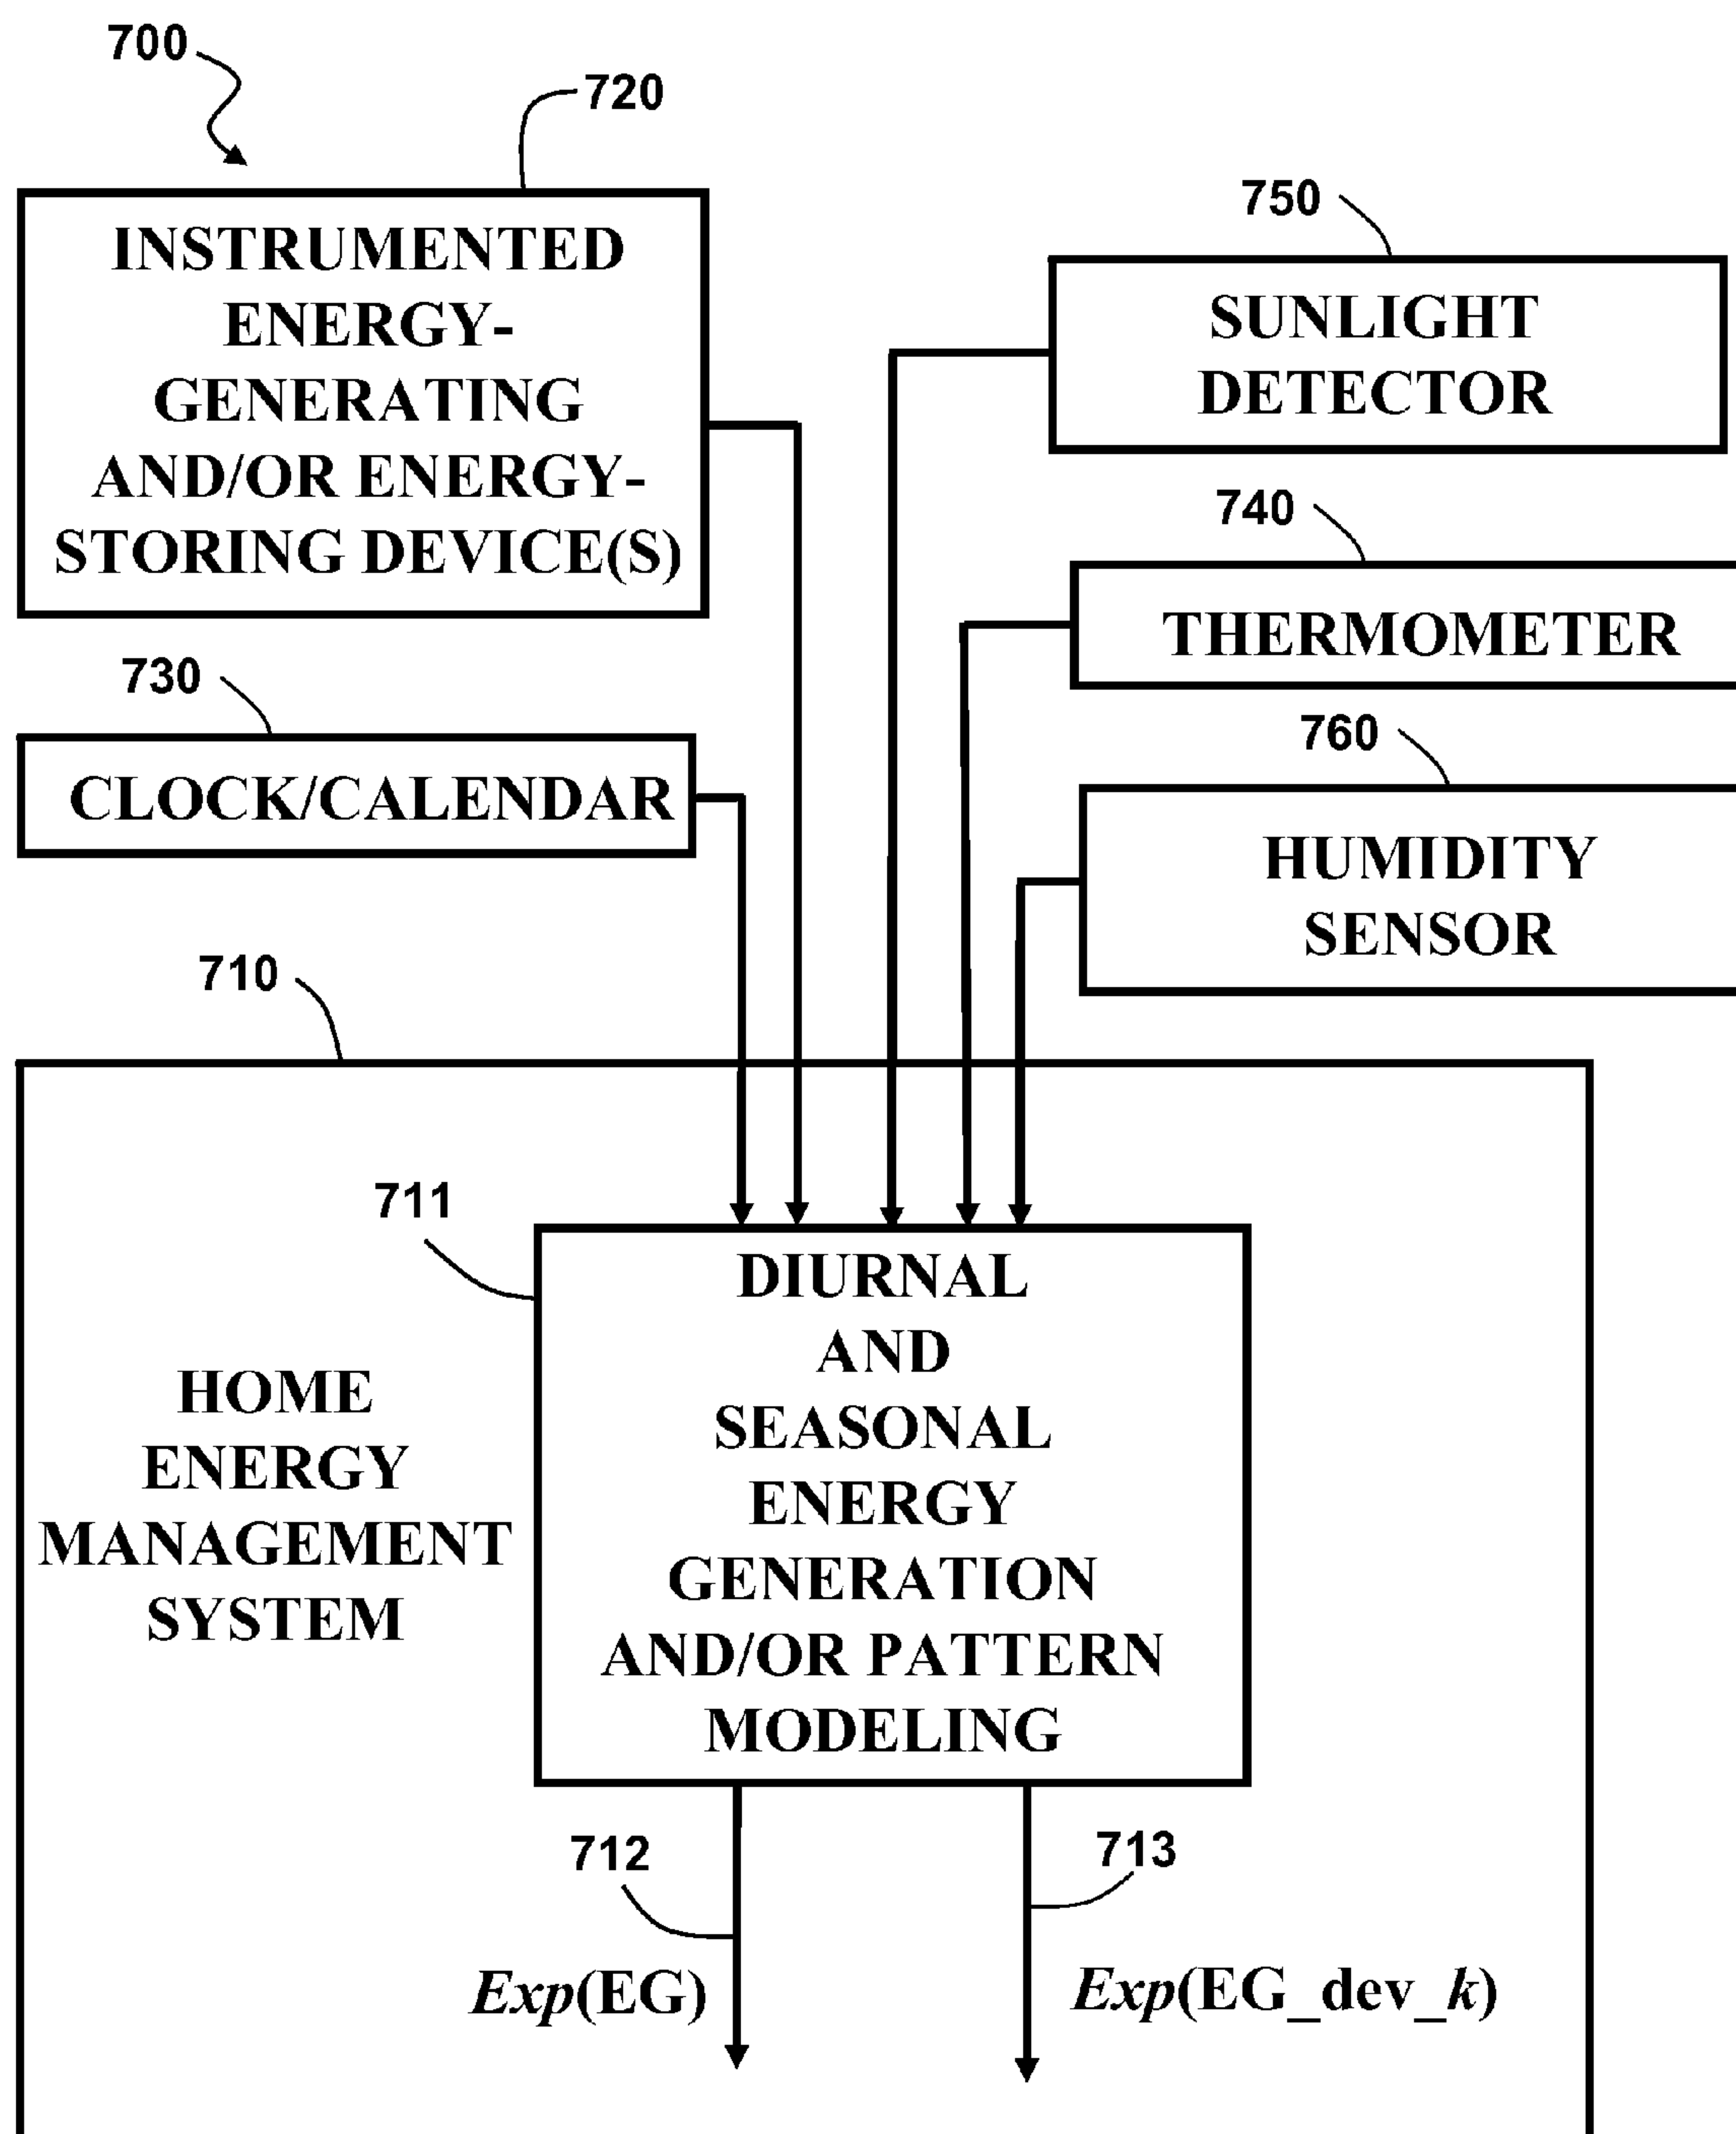 700
720
INSTRUMENTED
ENERGY-
GENERATING
AND/OR ENERGY-
STORING DEVICE(S)
750
SUNLIGHT
DETECTOR
740
THERMOMETER
730
CLOCK/CALENDAR
760
HUMIDITY
SENSOR
710
HOME
ENERGY
MANAGEMENT
SYSTEM
711
DIURNAL
AND
SEASONAL
ENERGY
GENERATION
AND/OR PATTERN
MODELING
712
713
Exp(EG)
Exp(EG_dev_k)